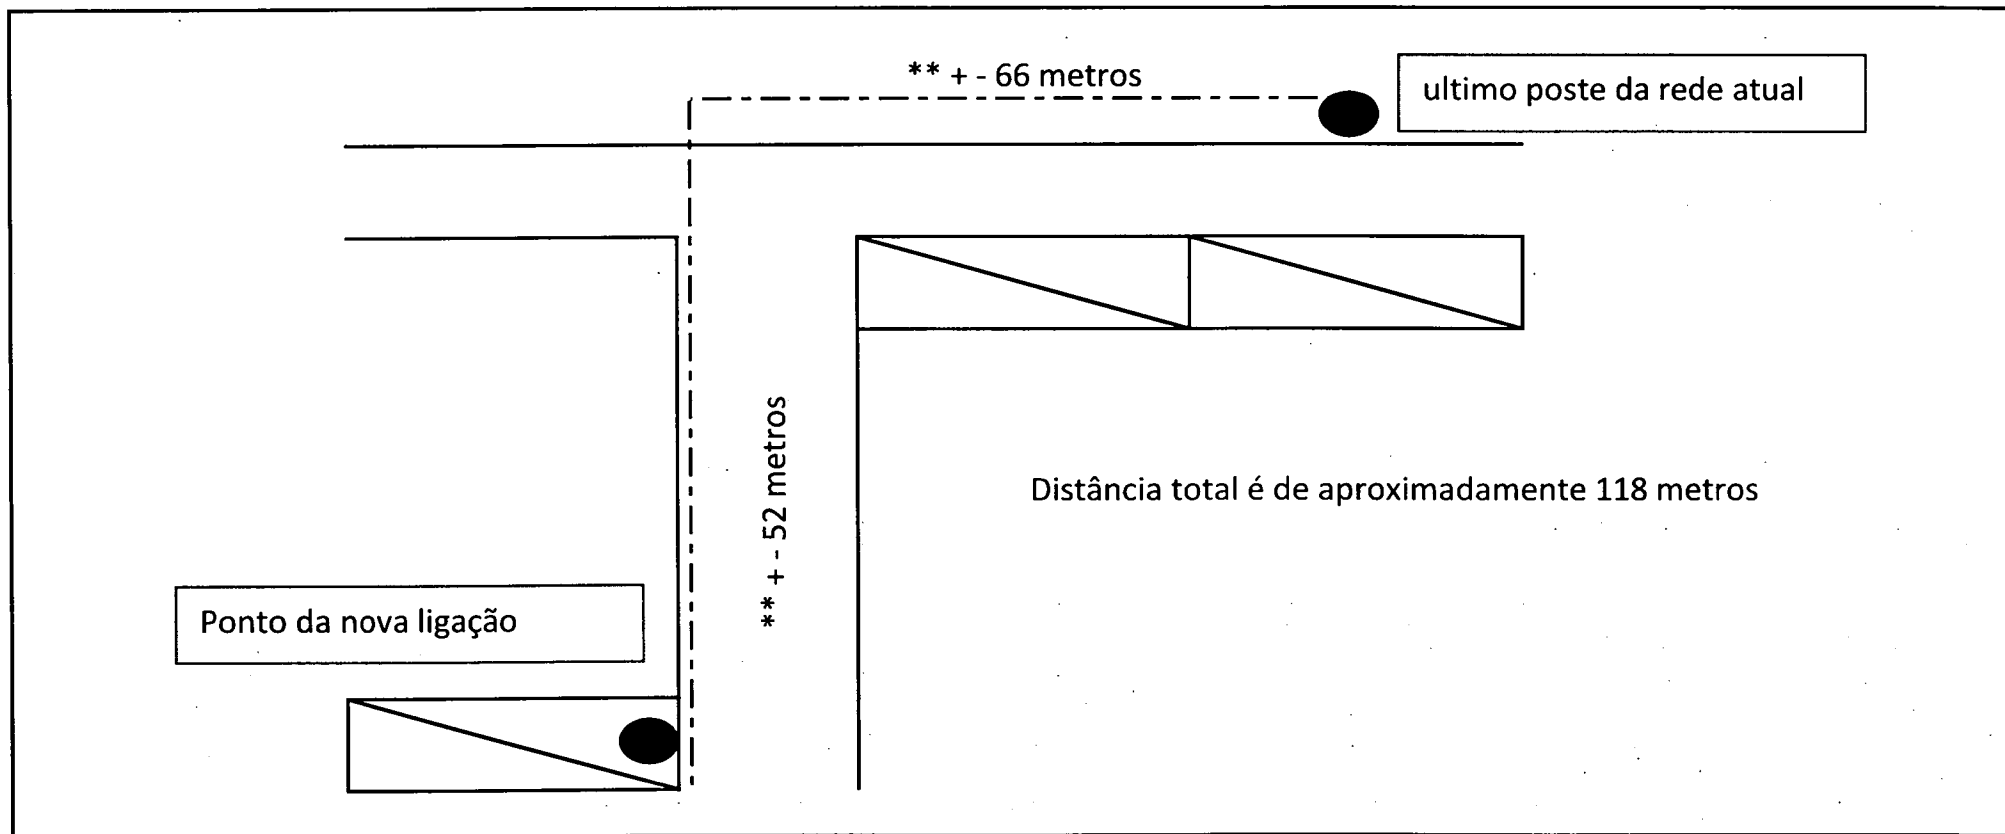 ** + - 66 metros
ultimo poste da rede atual
** + - 52 metros
Distância total é de aproximadamente 118 metros
Ponto da nova ligação